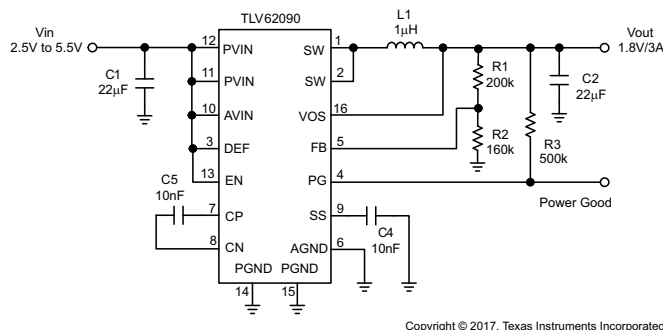 TLV62090
Vin
2.5V to 5.5V
12 PVIN
11 PVIN
10 AVIN
3 DEF
13 EN
7 CP
8 CN
SW 1
SW 2
VOS 16
FB 5
PG 4
SS 9
AGND 6
PGND PGND
14 15
C1
22μF
C5
10nF
L1
1μH
R1
200k
R2
160k
C2
22μF
R3
500k
C4
10nF
Vout
1.8V/3A
Power Good
Copyright © 2017, Texas Instruments Incorporated